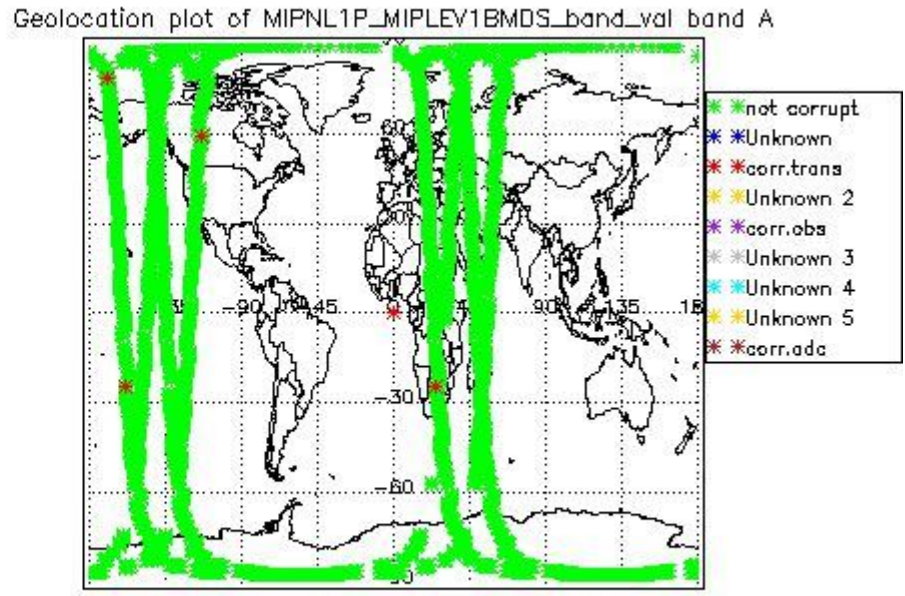 Geolocation plot of MIPNL1P_MIPLEV1BMDS_band_val band A
not corrupt
Unknown
corr.trans
Unknown 2
corr.obs
Unknown 3
Unknown 4
Unknown 5
corr.adc
-90
45
90
135
-30
-60